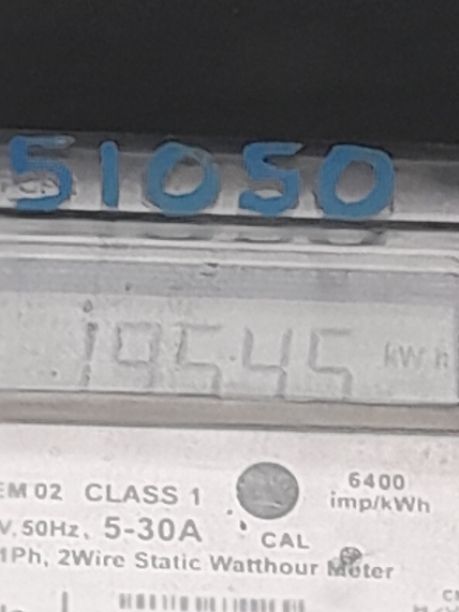 51050
19545 kWh
EM 02 CLASS 1
6400
imp/kWh
V, 50Hz, 5-30A
CAL
1Ph, 2Wire Static Watthour Meter